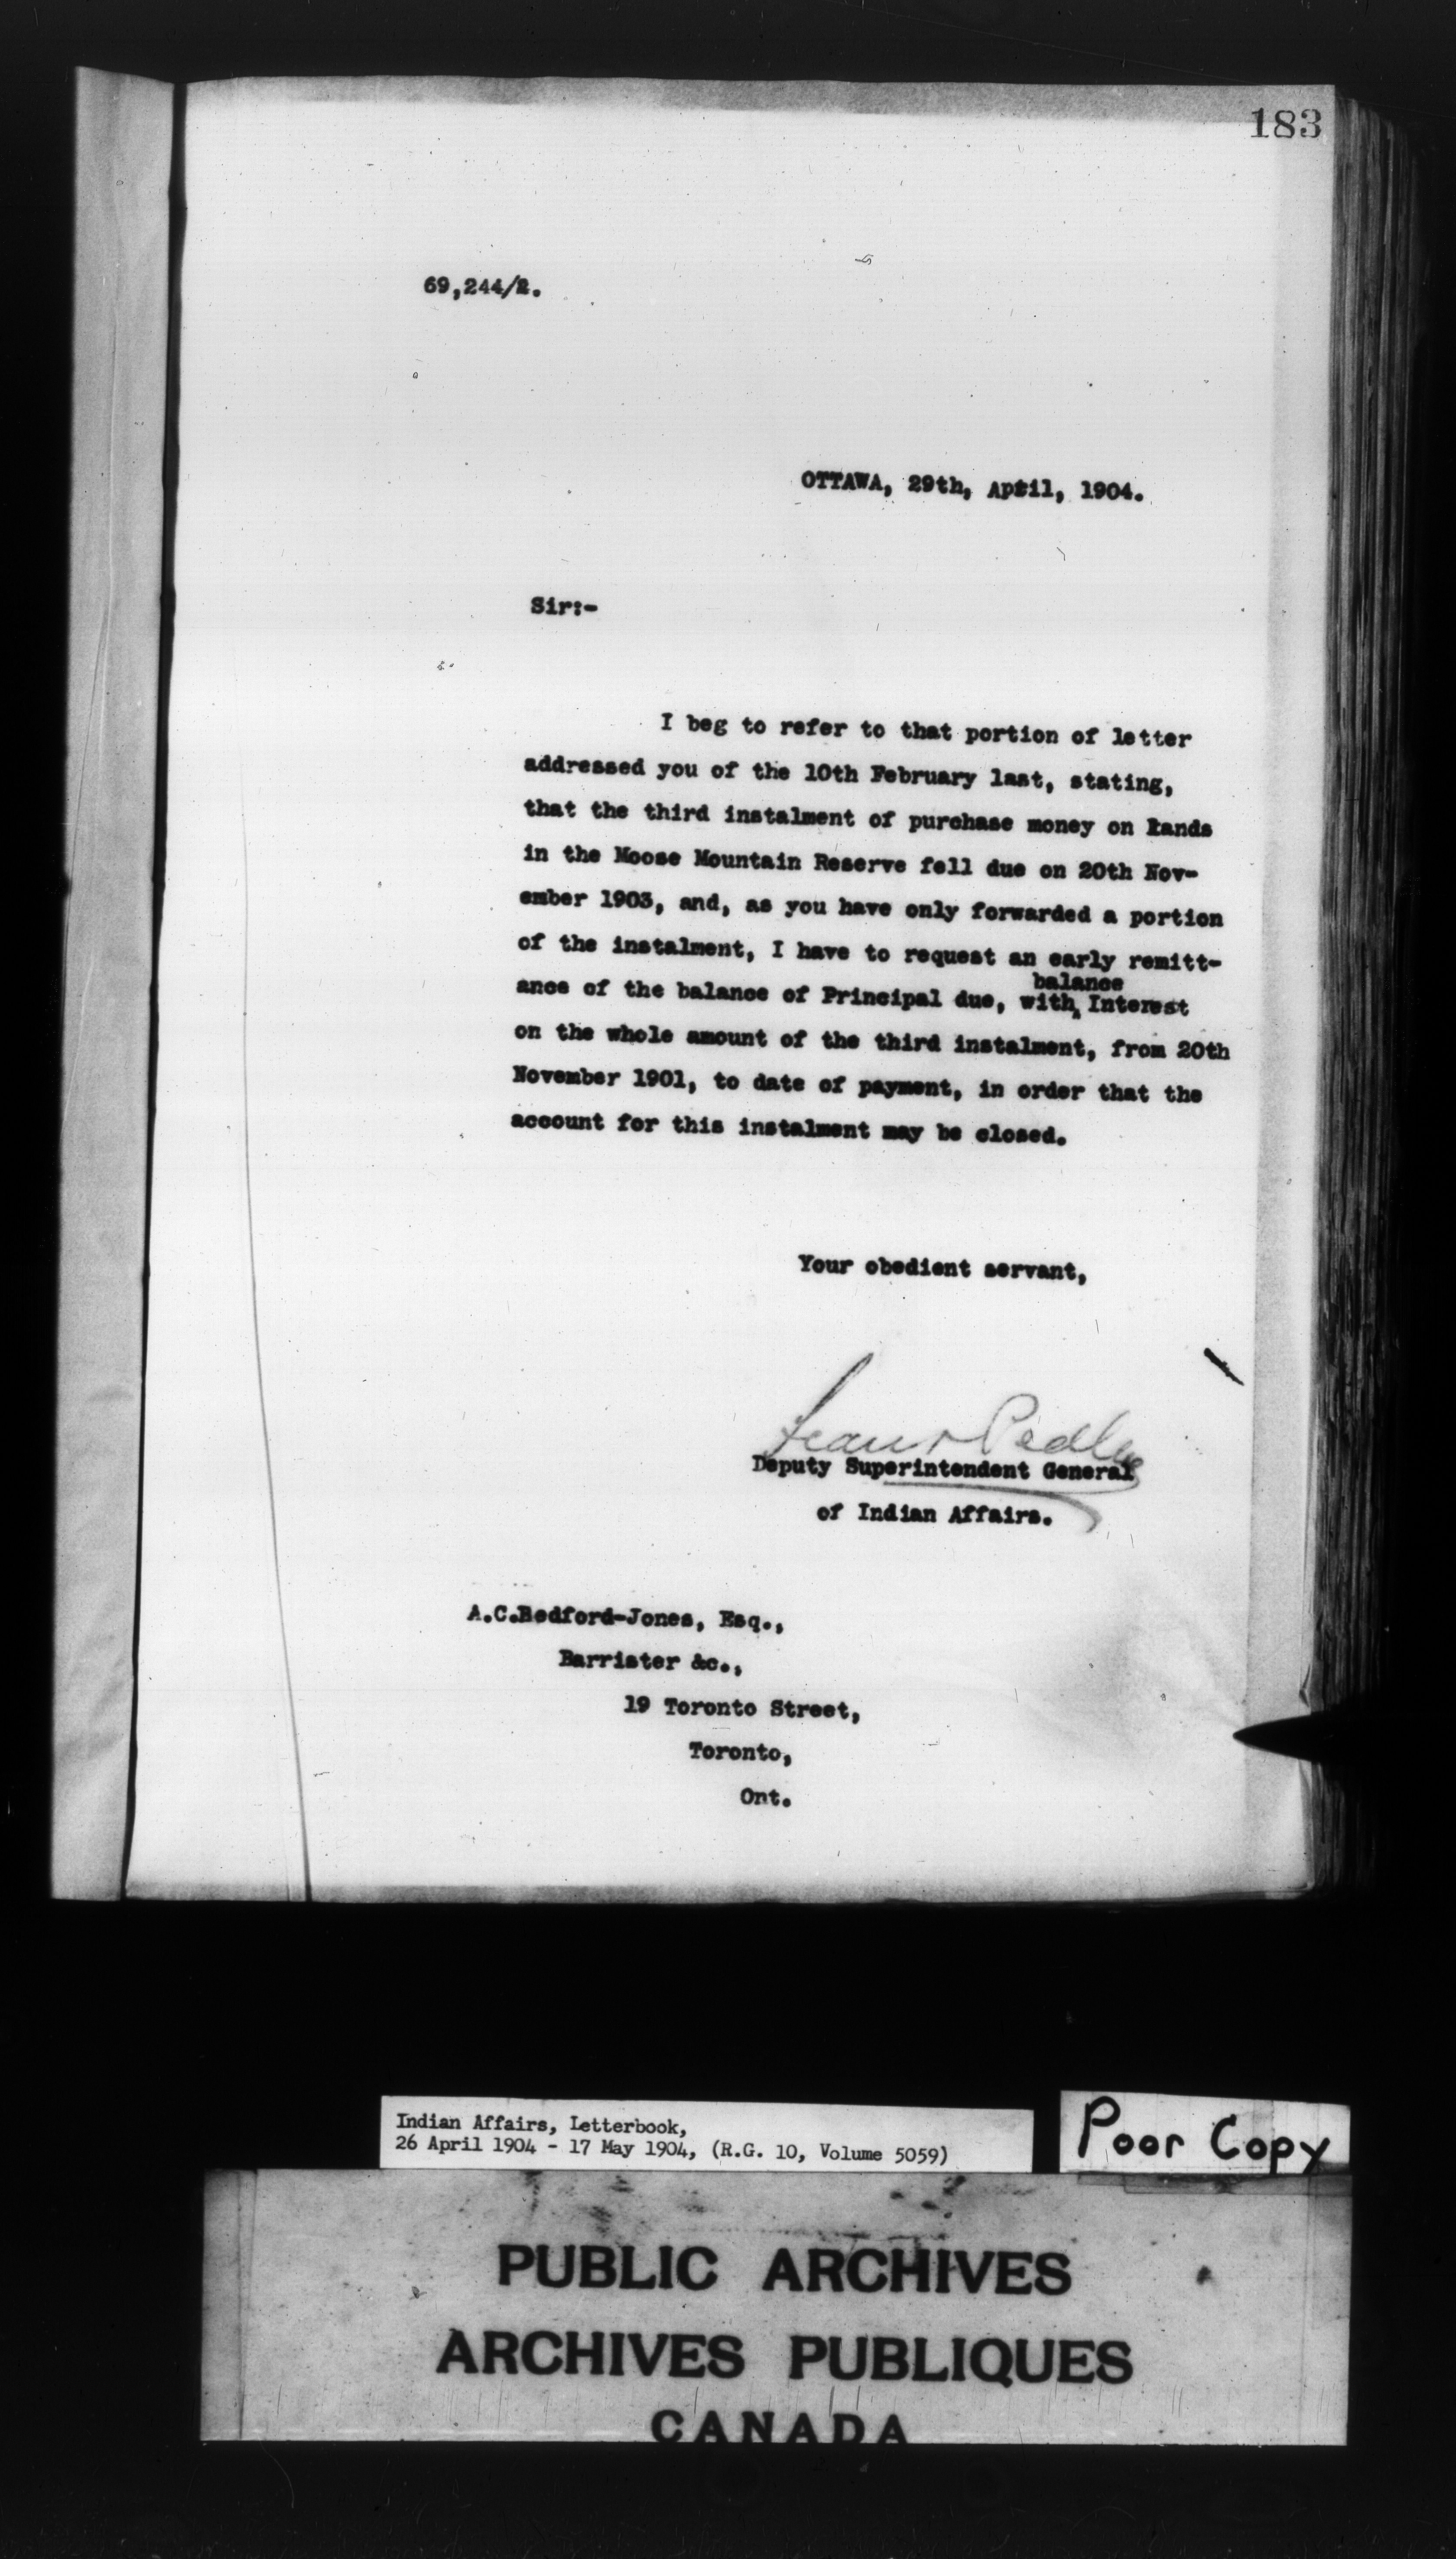 183
69,244/2.
OTTAWA, 29th, April, 1904.
Sir:-
I beg to refer to that portion of letter
addressed you of the 10th February last, stating,
that the third instalment of purchase money on lands
in the Moose Mountain Reserve fell due on 20th Nov-
ember 1903, and, as you have only forwarded a portion
of the instalment, I have to request an early remitt-
balance
ance of the balance of Principal due, with Interest
on the whole amount of the third instalment, from 20th
November 1901, to date of payment, in order that the
account for this instalment may be closed.
Your obedient servant,
Frank Pedley
Deputy Superintendent General
of Indian Affairs.
A.C.Bedford-Jones, Esq.,
Barrister &c.,
19 Toronto Street,
Toronto,
Ont.
Indian Affairs, Letterbook,
26 April 1904 - 17 May 1904, (R.G. 10, Volume 5059)
Poor Copy
PUBLIC ARCHIVES
ARCHIVES PUBLIQUES
CANADA